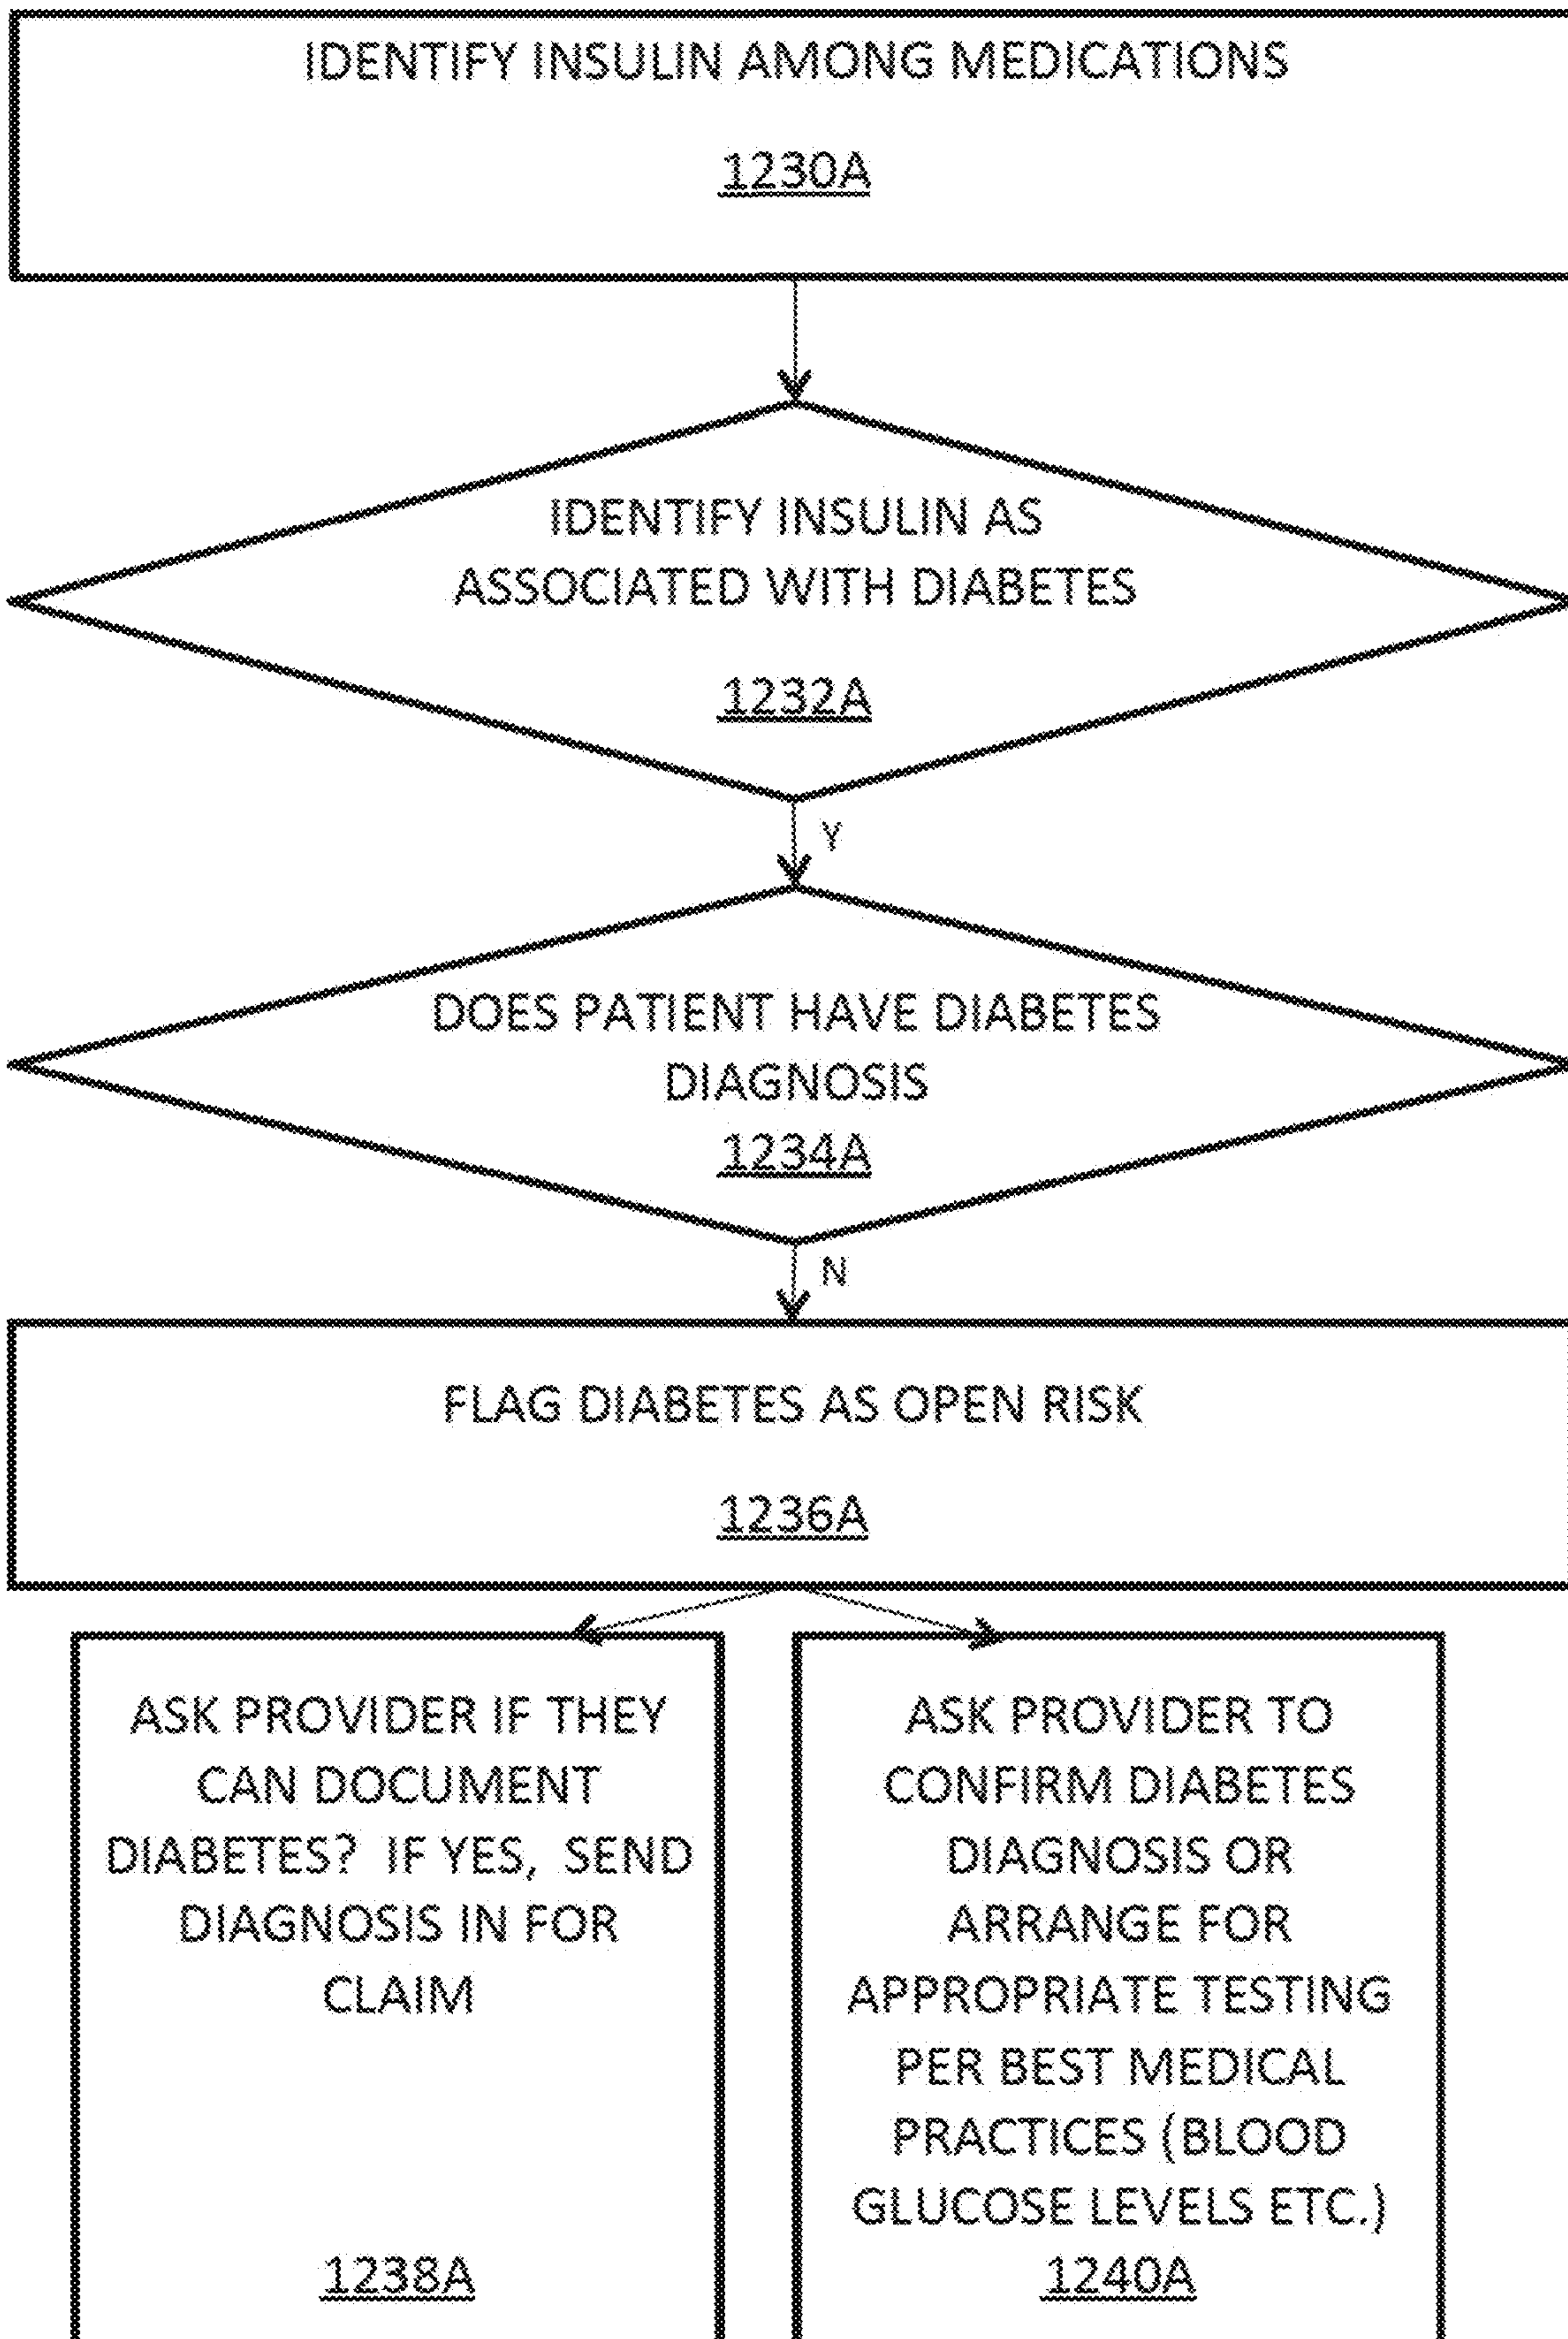 IDENTIFY INSULIN AMONG MEDICATIONS
1230A
IDENTIFY INSULIN AS
ASSOCIATED WITH DIABETES
1232A
Y
DOES PATIENT HAVE DIABETES
DIAGNOSIS
1234A
N
FLAG DIABETES AS OPEN RISK
1236A
ASK PROVIDER IF THEY
CAN DOCUMENT
DIABETES? IF YES, SEND
DIAGNOSIS IN FOR
CLAIM
1238A
ASK PROVIDER TO
CONFIRM DIABETES
DIAGNOSIS OR
ARRANGE FOR
APPROPRIATE TESTING
PER BEST MEDICAL
PRACTICES (BLOOD
GLUCOSE LEVELS ETC.)
1240A